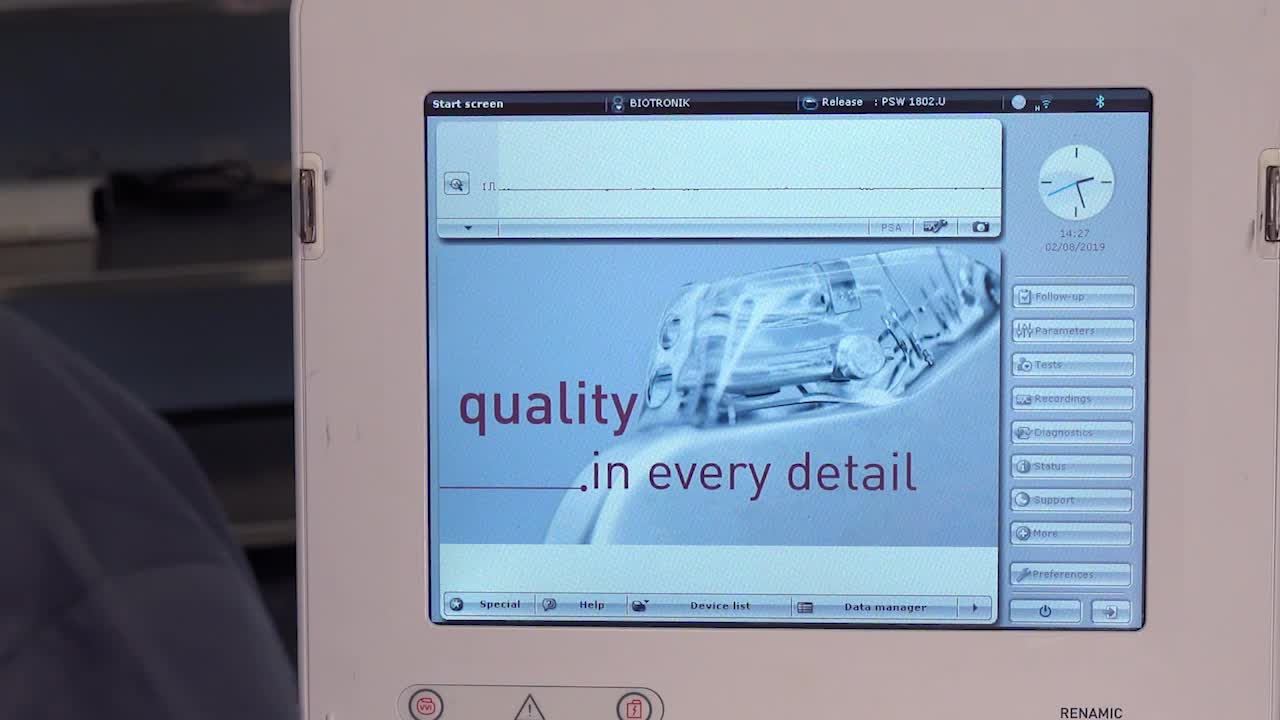 Start screen
BIOTRONIK
Release : PSW 1802.U
H
PSA
14:27
02/08/2019
quality
in every detail
Follow-up
Parameters
Tests
Recordings
Diagnostics
Status
Support
More
Preferences
Special
Help
Device list
Data manager
VVI
RENAMIC